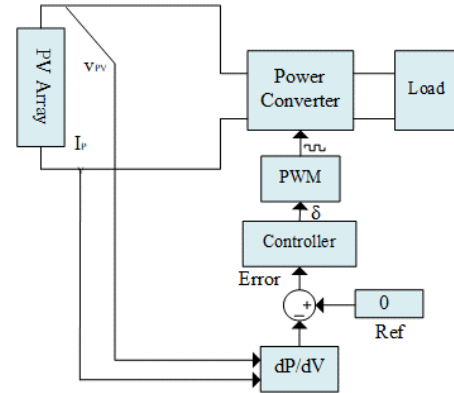 PV Array
VPV
IP
Power
Converter
Load
PWM
δ
Controller
Error
+
−
0
Ref
dP/dV